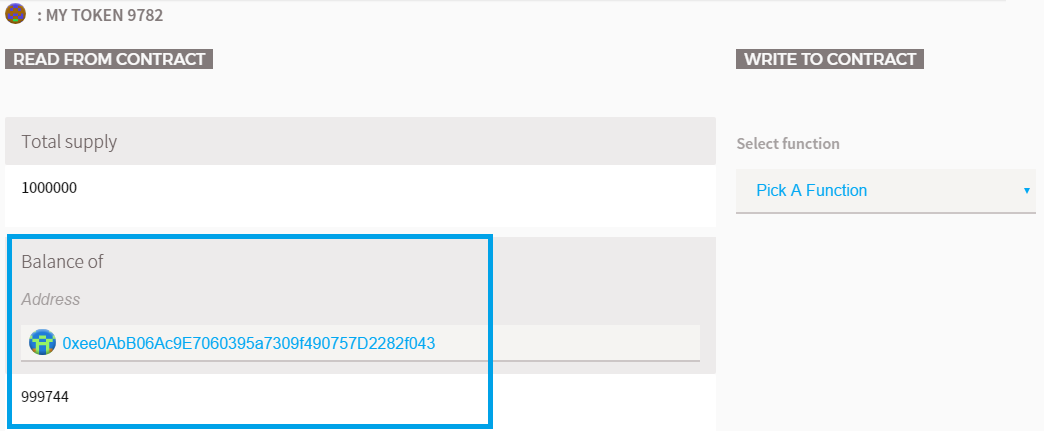 : MY TOKEN 9782
READ FROM CONTRACT
WRITE TO CONTRACT
Total supply
1000000
Select function
Pick A Function
Balance of
Address
0xee0AbB06Ac9E7060395a7309f490757D2282f043
999744